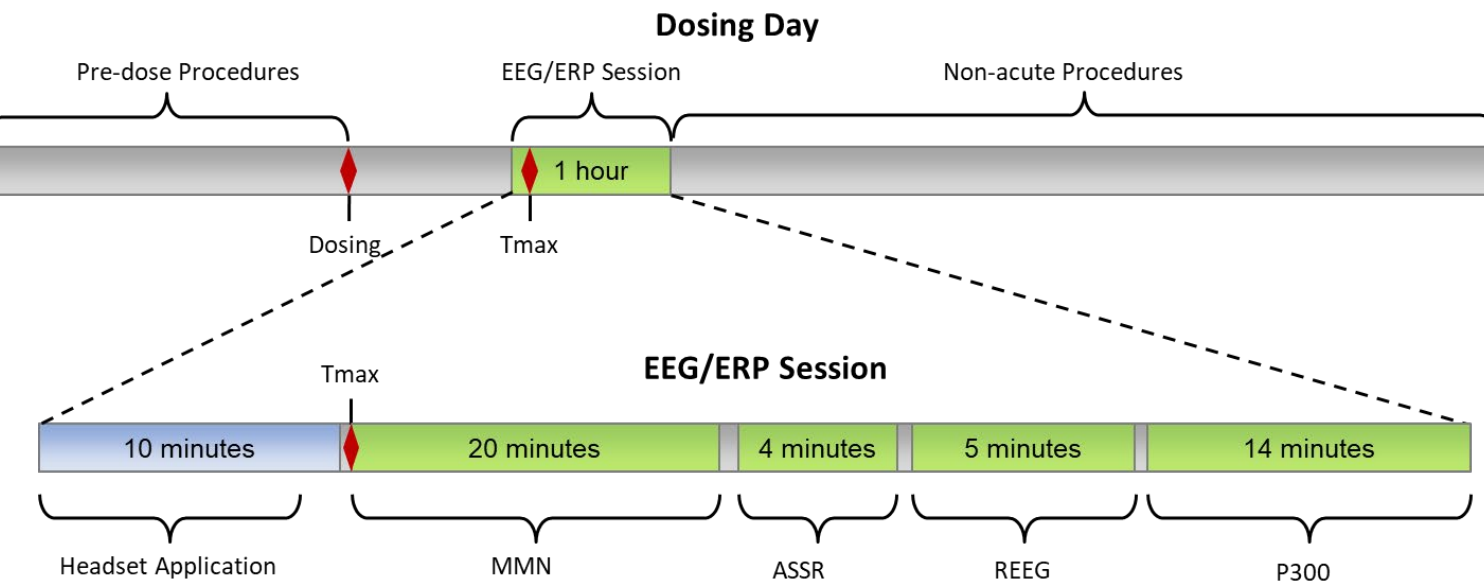 Dosing Day
Pre-dose Procedures
EEG/ERP Session
Non-acute Procedures
1 hour
Dosing
Tmax
EEG/ERP Session
Tmax
10 minutes
20 minutes
4 minutes
5 minutes
14 minutes
Headset Application
MMN
ASSR
REEG
P300